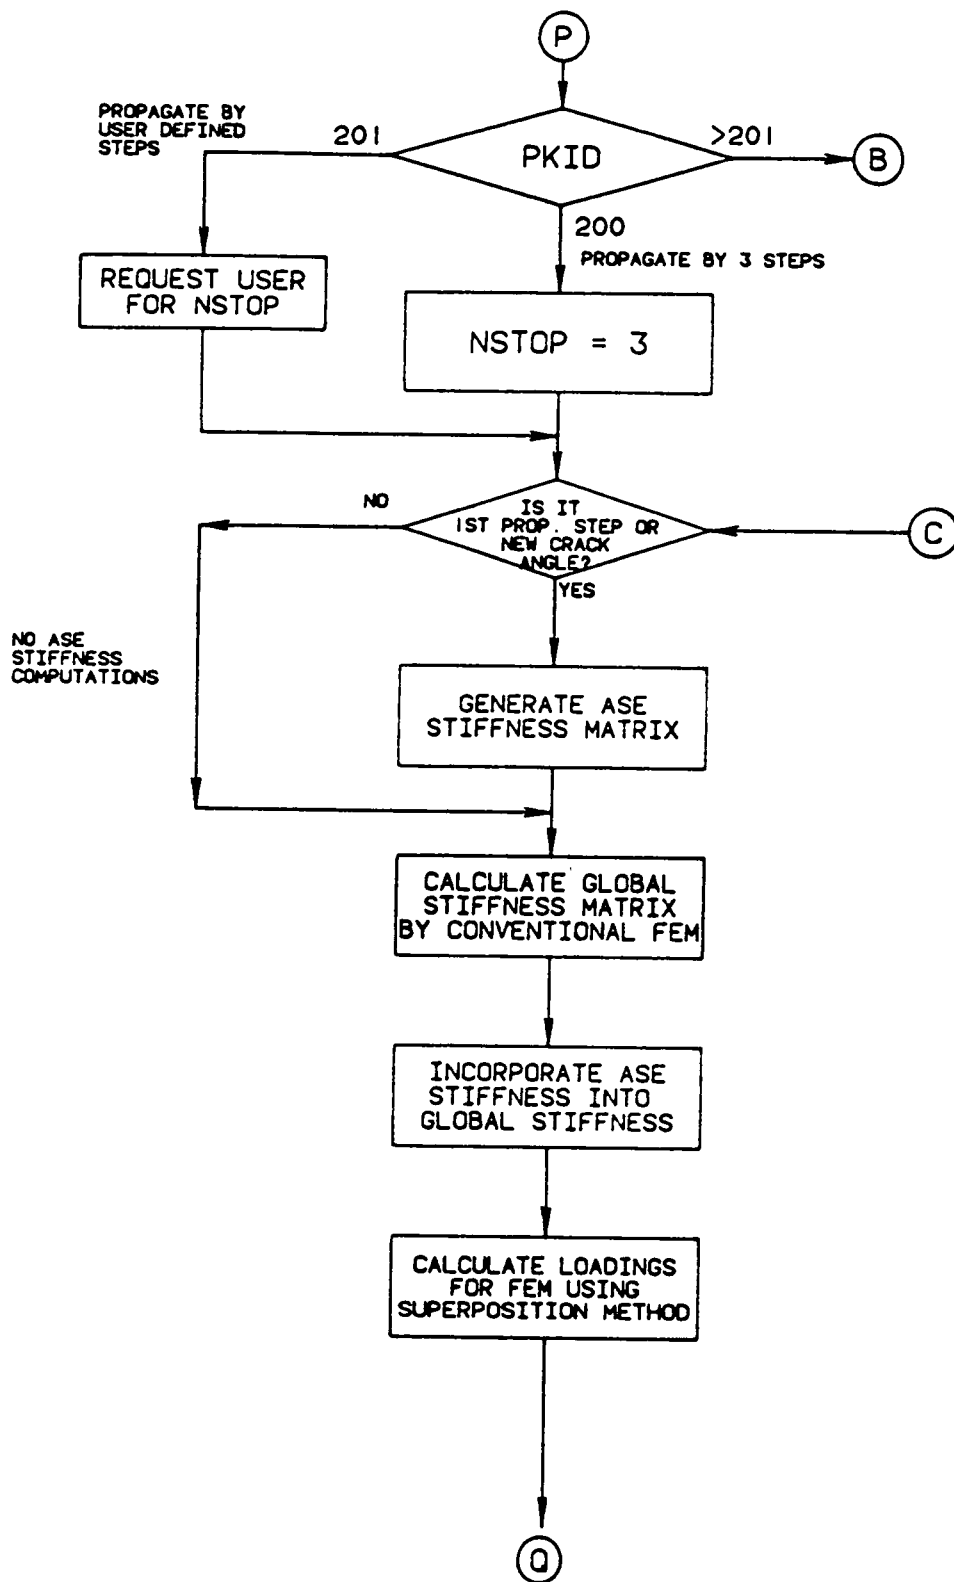 P
PROPAGATE BY
USER DEFINED
STEPS
201
PKID
>201
B
200
PROPAGATE BY 3 STEPS
REQUEST USER
FOR NSTOP
NSTOP = 3
NO
IS IT
1ST PROP. STEP OR
NEW CRACK
ANGLE?
C
YES
NO ASE
STIFFNESS
COMPUTATIONS
GENERATE ASE
STIFFNESS MATRIX
CALCULATE GLOBAL
STIFFNESS MATRIX
BY CONVENTIONAL FEM
INCORPORATE ASE
STIFFNESS INTO
GLOBAL STIFFNESS
CALCULATE LOADINGS
FOR FEM USING
SUPERPOSITION METHOD
Q